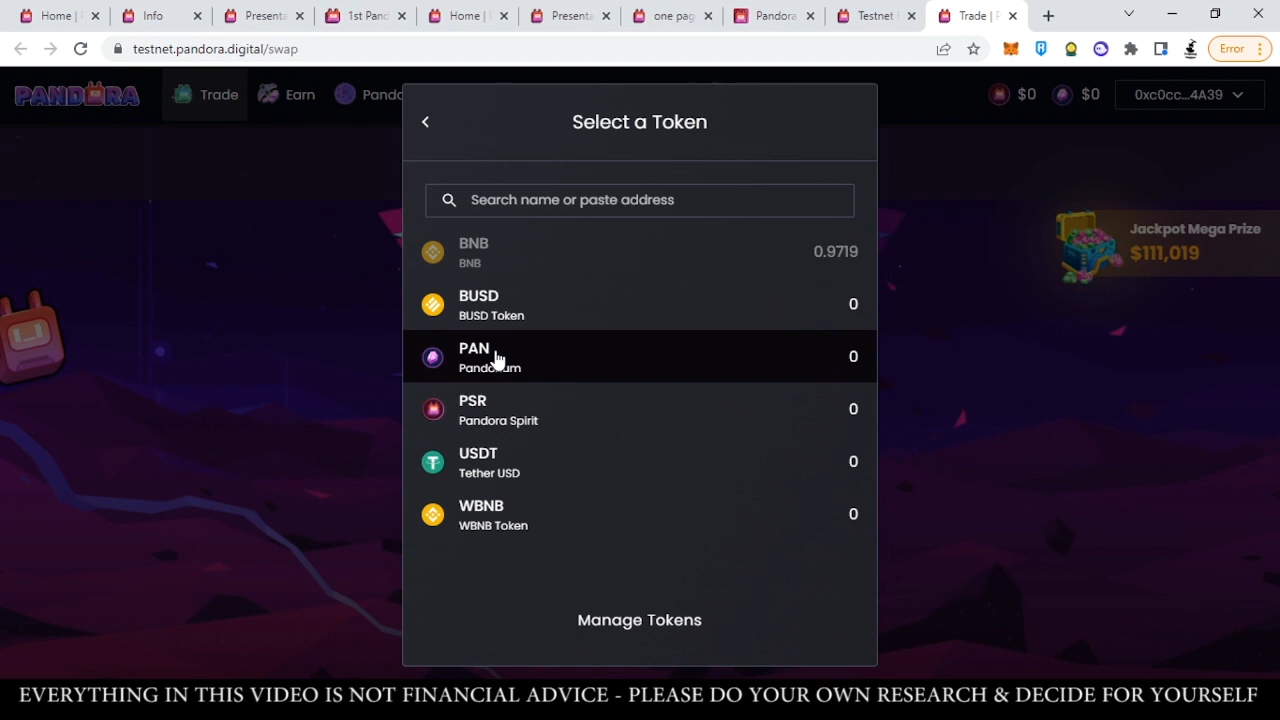 Home |
Info
Presenta
1st Pand
Home |
Presenta
one pag
Pandora
Testnet
Trade |
testnet.pandora.digital/swap
Error
PANDORA
Trade
Earn
Pando
$0
$0
0xc0cc...4A39
Select a Token
Search name or paste address
BNB
BNB
0.9719
BUSD
BUSD Token
0
PAN
0
PSR
Pandora Spirit
0
USDT
Tether USD
0
WBNB
WBNB Token
0
Manage Tokens
Jackpot Mega Prize
$111,019
EVERYTHING IN THIS VIDEO IS NOT FINANCIAL ADVICE - PLEASE DO YOUR OWN RESEARCH & DECIDE FOR YOURSELF